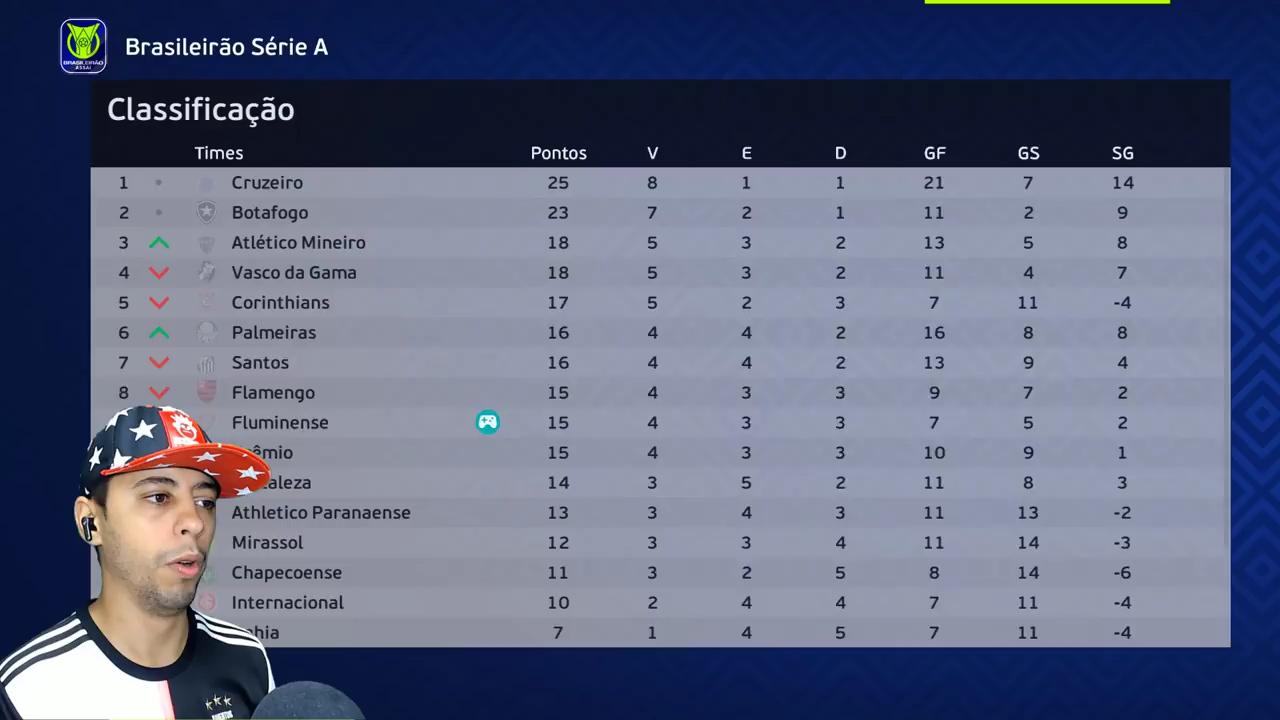 Brasileirão Série A
BRASILEIRÃO
ASSAÍ
Classificação
Times Pontos V E D GF GS SG
1 Cruzeiro 25 8 1 1 21 7 14
2 Botafogo 23 7 2 1 11 2 9
3 Atlético Mineiro 18 5 3 2 13 5 8
4 Vasco da Gama 18 5 3 2 11 4 7
5 Corinthians 17 5 2 3 7 11 -4
6 Palmeiras 16 4 4 2 16 8 8
7 Santos 16 4 4 2 13 9 4
8 Flamengo 15 4 3 3 9 7 2
Fluminense 15 4 3 3 7 5 2
êmio 15 4 3 3 10 9 1
aleza 14 3 5 2 11 8 3
Athletico Paranaense 13 3 4 3 11 13 -2
Mirassol 12 3 3 4 11 14 -3
Chapecoense 11 3 2 5 8 14 -6
Internacional 10 2 4 4 7 11 -4
hia 7 1 4 5 7 11 -4